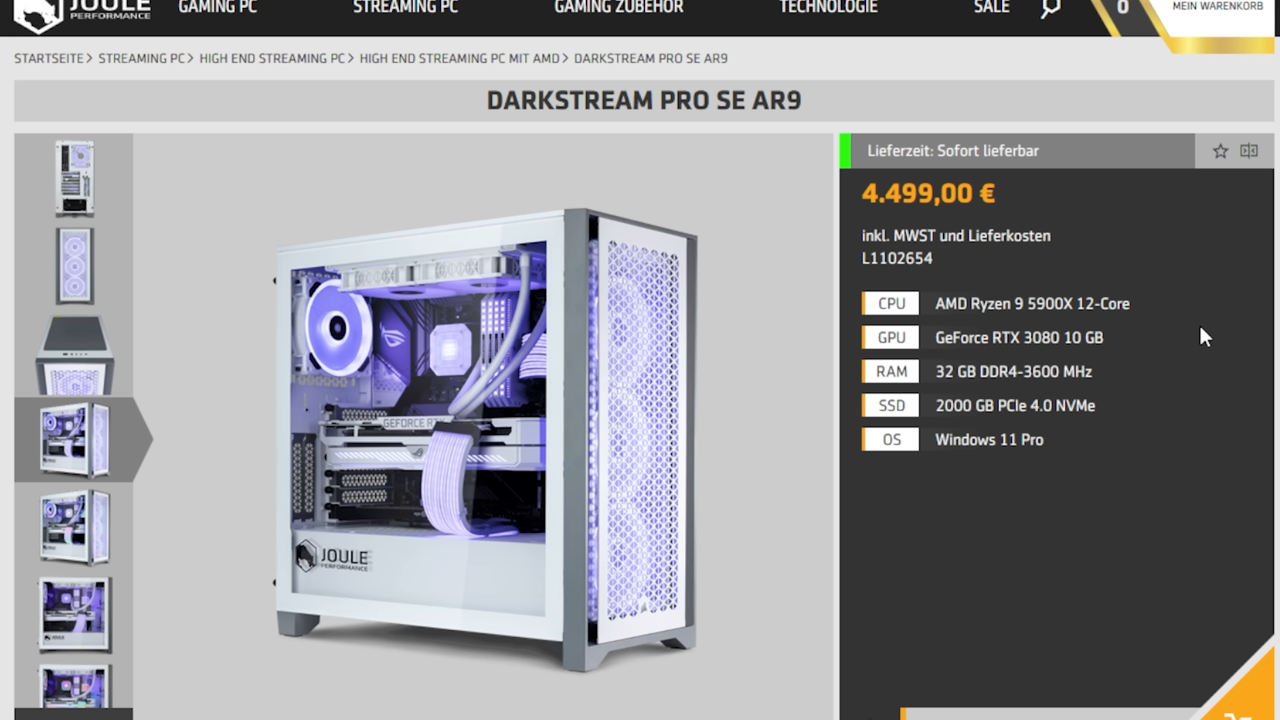 JOULE
PERFORMANCE
GAMING PC
STREAMING PC
GAMING ZUBEHÖR
TECHNOLOGIE
SALE
0
MEIN WARENKORB
STARTSEITE> STREAMING PC> HIGH END STREAMING PC> HIGH END STREAMING PC MIT AMD> DARKSTREAM PRO SE AR9
DARKSTREAM PRO SE AR9
Lieferzeit: Sofort lieferbar
4.499,00 €
inkl. MWST und Lieferkosten
L1102654
CPU AMD Ryzen 9 5900X 12-Core
GPU GeForce RTX 3080 10 GB
RAM 32 GB DDR4-3600 MHz
SSD 2000 GB PCIe 4.0 NVMe
OS Windows 11 Pro
GEFORCE RTX
JOULE
PERFORMANCE